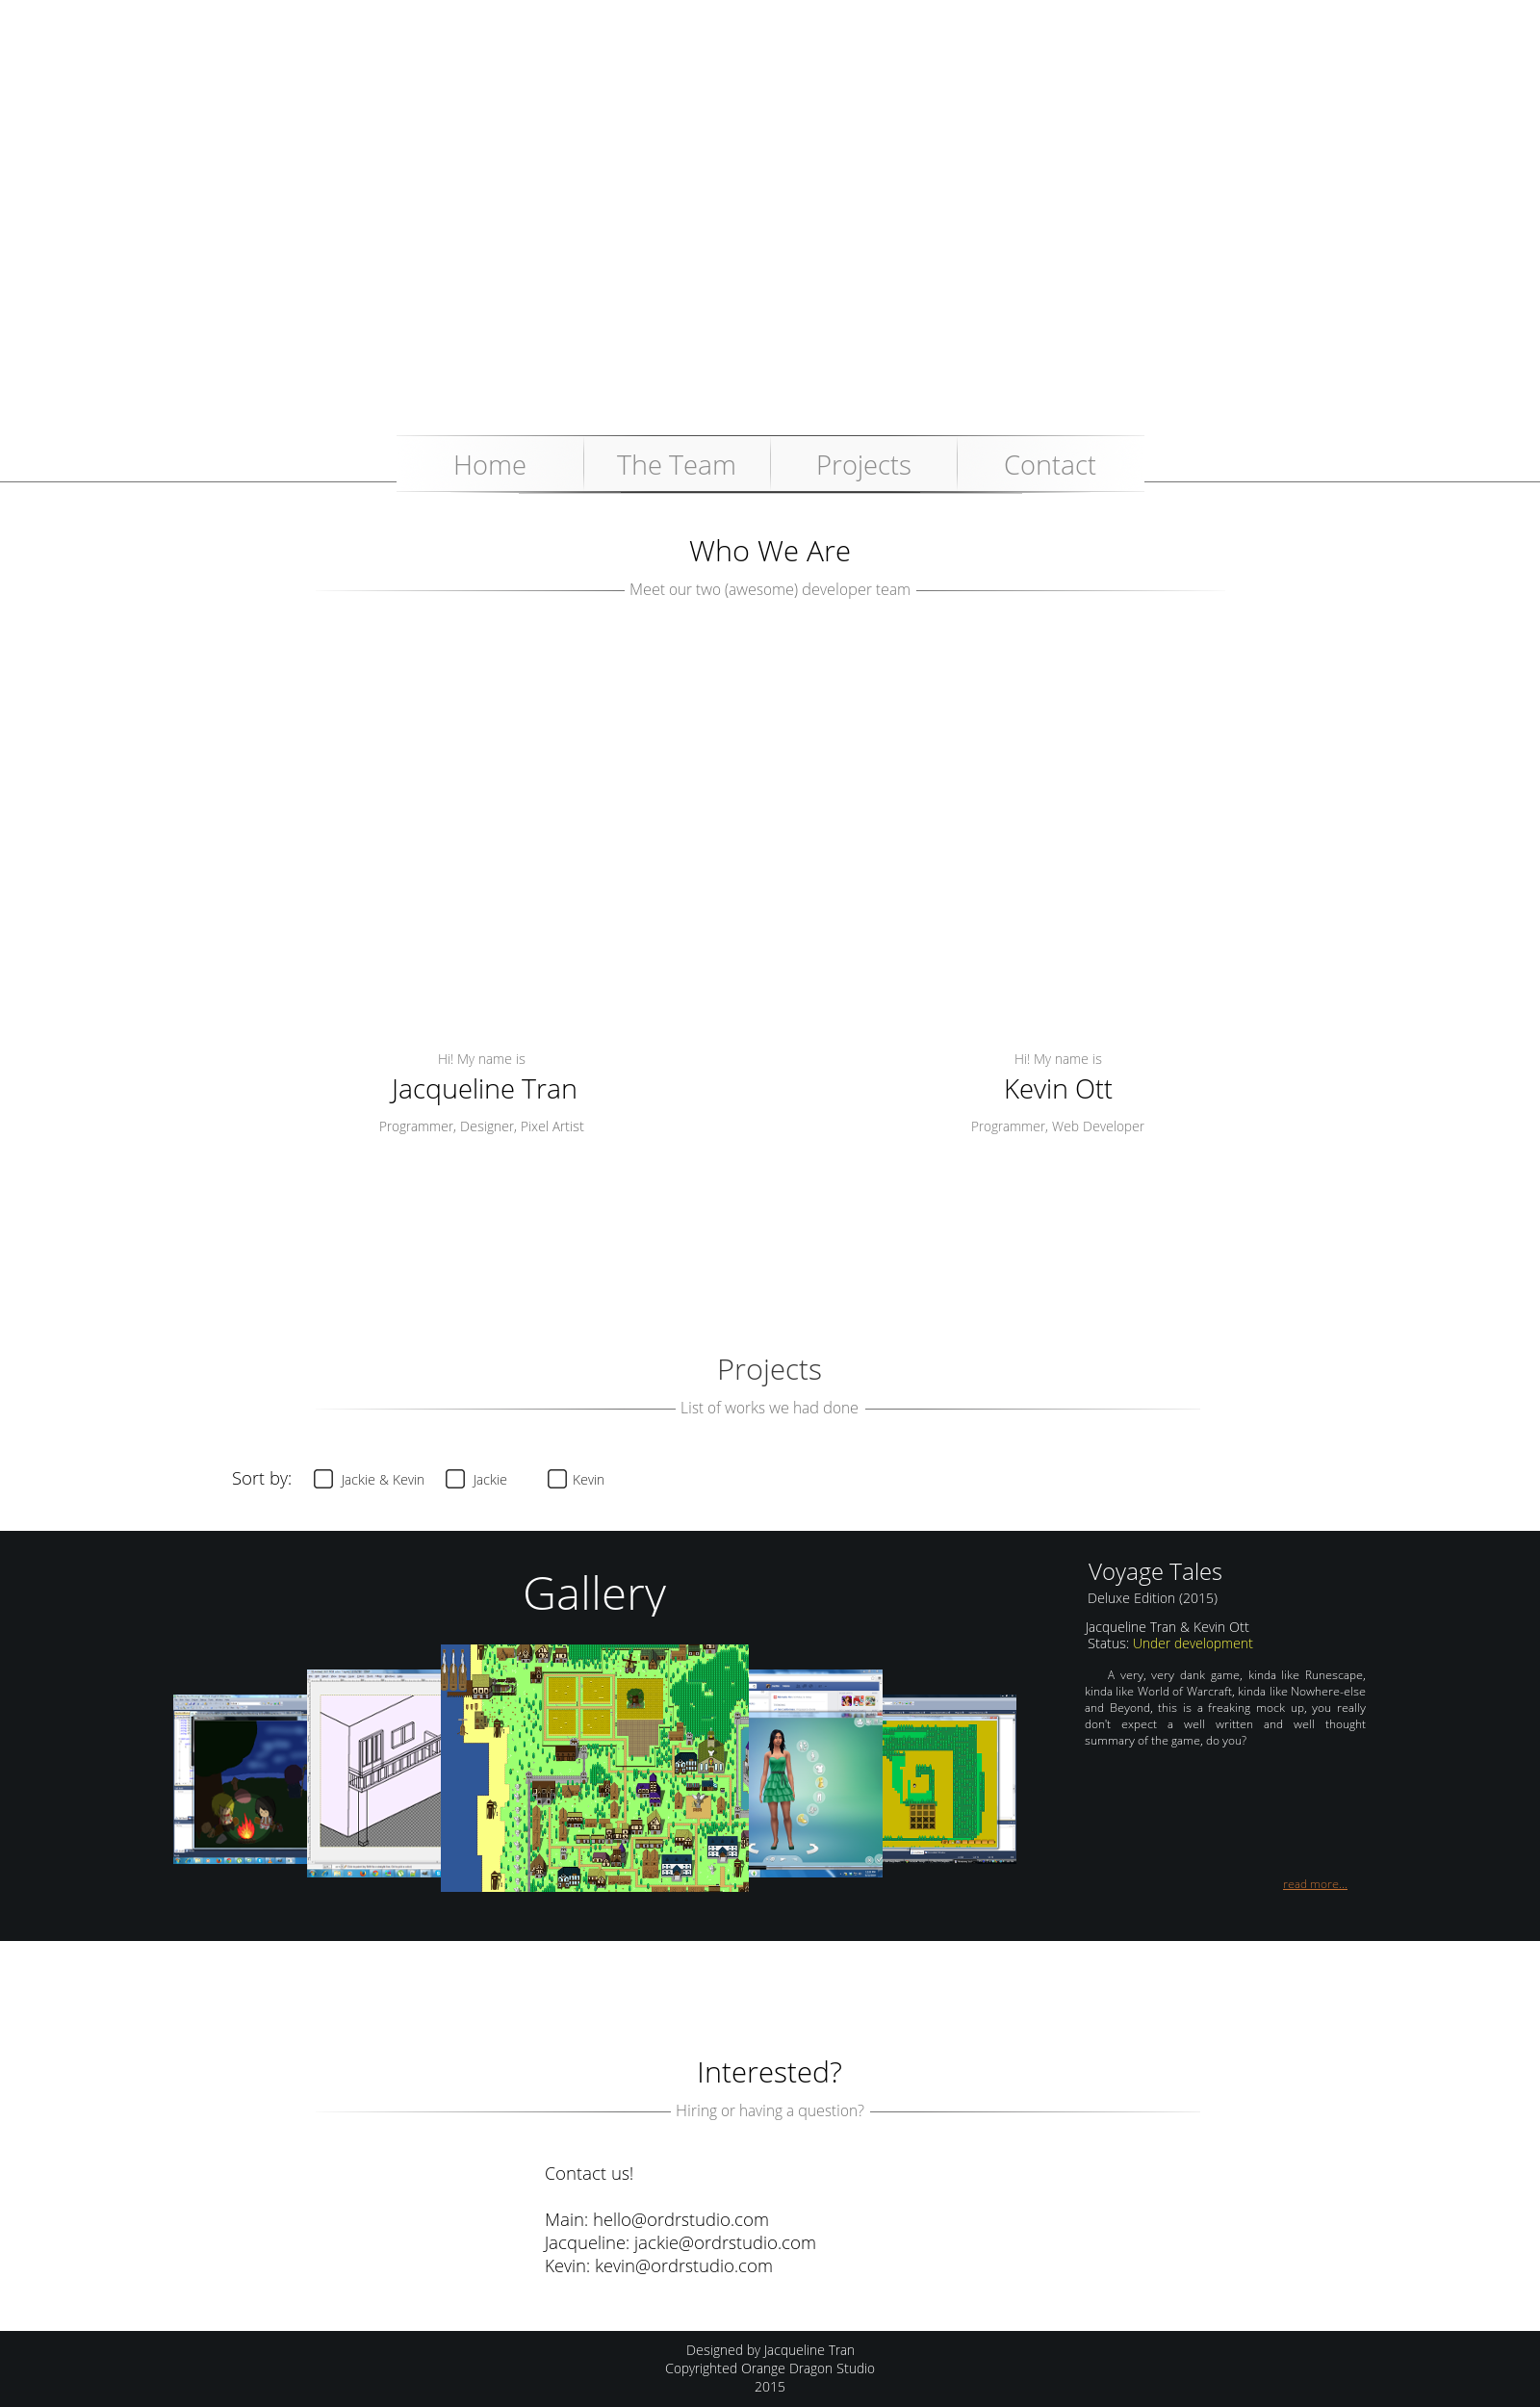 Home The Team Projects Contact
Who We Are
Meet our two (awesome) developer team
Hi! My name is
Jacqueline Tran
Programmer, Designer, Pixel Artist
Hi! My name is
Kevin Ott
Programmer, Web Developer
Projects
List of works we had done
Sort by: Jackie & Kevin Jackie Kevin
Gallery
Voyage Tales
Deluxe Edition (2015)
Jacqueline Tran & Kevin Ott
Status: Under development
A very, very dank game, kinda like Runescape,
kinda like World of Warcraft, kinda like Nowhere-else
and Beyond, this is a freaking mock up, you really
don't expect a well written and well thought
summary of the game, do you?
read more...
Interested?
Hiring or having a question?
Contact us!
Main: hello@ordrstudio.com
Jacqueline: jackie@ordrstudio.com
Kevin: kevin@ordrstudio.com
Designed by Jacqueline Tran
Copyrighted Orange Dragon Studio
2015